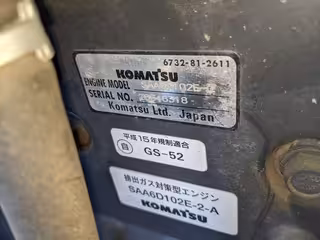 6732-81-2611
KOMATSU
ENGINE MODEL
SERIAL NO.
Komatsu Ltd. Japan
平成15年規制適合
自 GS-52
排出ガス対策型エンジン
SAA6D102E-2-A
KOMATSU